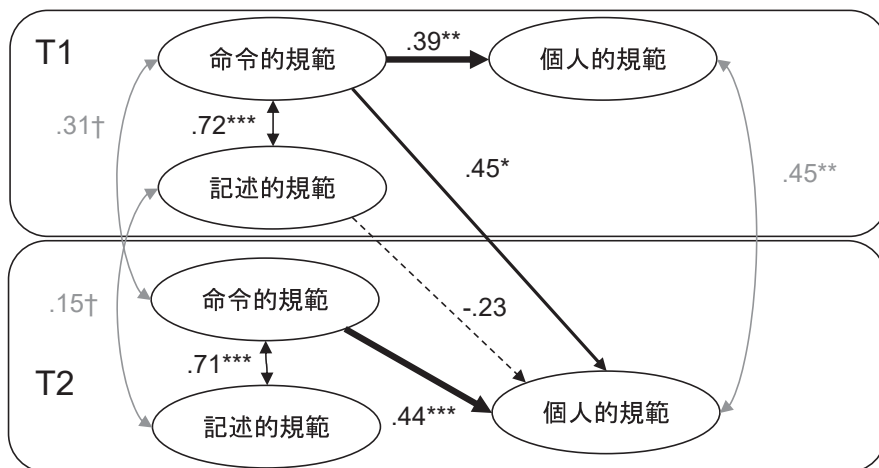 T1
命令的規範
.39**
個人的規範
.31†
.72***
.45*
.45**
記述的規範
命令的規範
.15†
-.23
.71***
T2
個人的規範
.44***
記述的規範